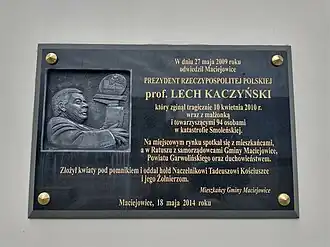 W dniu 27 maja 2009 roku
odwiedził Maciejowice
PREZYDENT RZECZYPOSPOLITEJ POLSKIEJ
prof. LECH KACZYŃSKI
który zginął tragicznie 10 kwietnia 2010 r.
wraz z małżonką
i towarzyszącymi 94 osobami
w katastrofie Smoleńskiej.
Na miejscowym rynku spotkał się z mieszkańcami,
a w Ratuszu z samorządowcami Gminy Maciejowice,
Powiatu Garwolińskiego oraz duchowieństwem.
Złożył kwiaty pod pomnikiem i oddał hołd Naczelnikowi Tadeuszowi Kościuszce
i jego Żołnierzom.
Mieszkańcy Gminy Maciejowice
Maciejowice, 18 maja 2014 roku